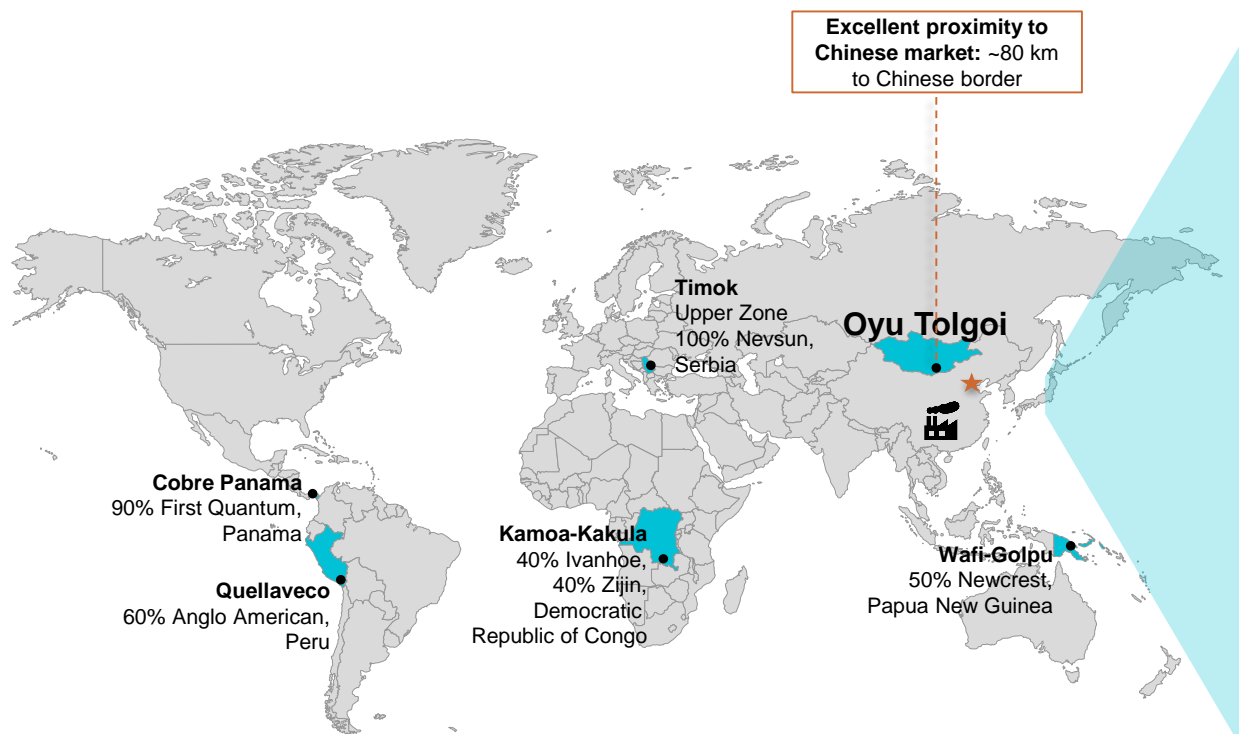 Excellent proximity to
Chinese market: ~80 km
to Chinese border
Timok
Upper Zone
100% Nevsun,
Serbia
Oyu Tolgoi
Cobre Panama
90% First Quantum,
Panama
Quellaveco
60% Anglo American,
Peru
Kamoa-Kakula
40% Ivanhoe,
40% Zijin,
Democratic
Republic of Congo
Wafi-Golpu
50% Newcrest,
Papua New Guinea